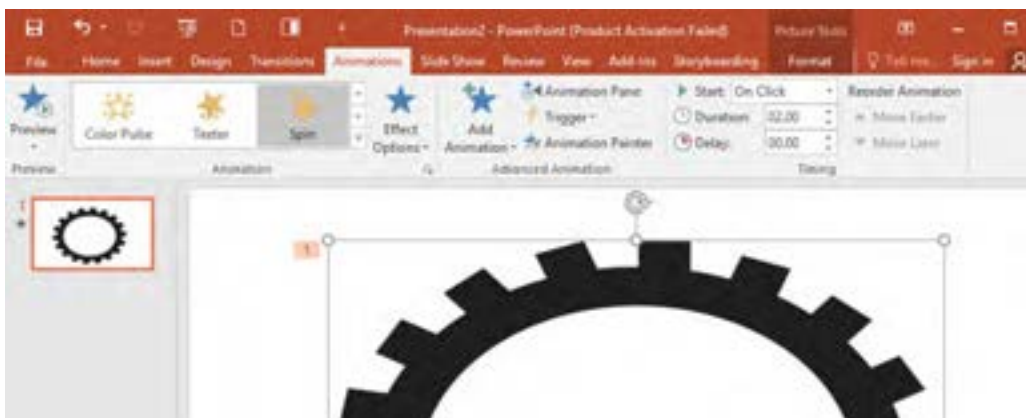 Presentation2 - PowerPoint (Product Activation Failed) Picture Tools
File Home Insert Design Transitions Animations Slide Show Review View Add-ins Storyboarding Format Tell me... Sign in
Preview
Color Pulse Teeter Spin
Effect Options
Add Animation
Animation Pane
Trigger
Animation Painter
Start: On Click
Duration: 02.00
Delay: 00.00
Reorder Animation
Move Earlier
Move Later
Preview Animation Advanced Animation Timing
1
1